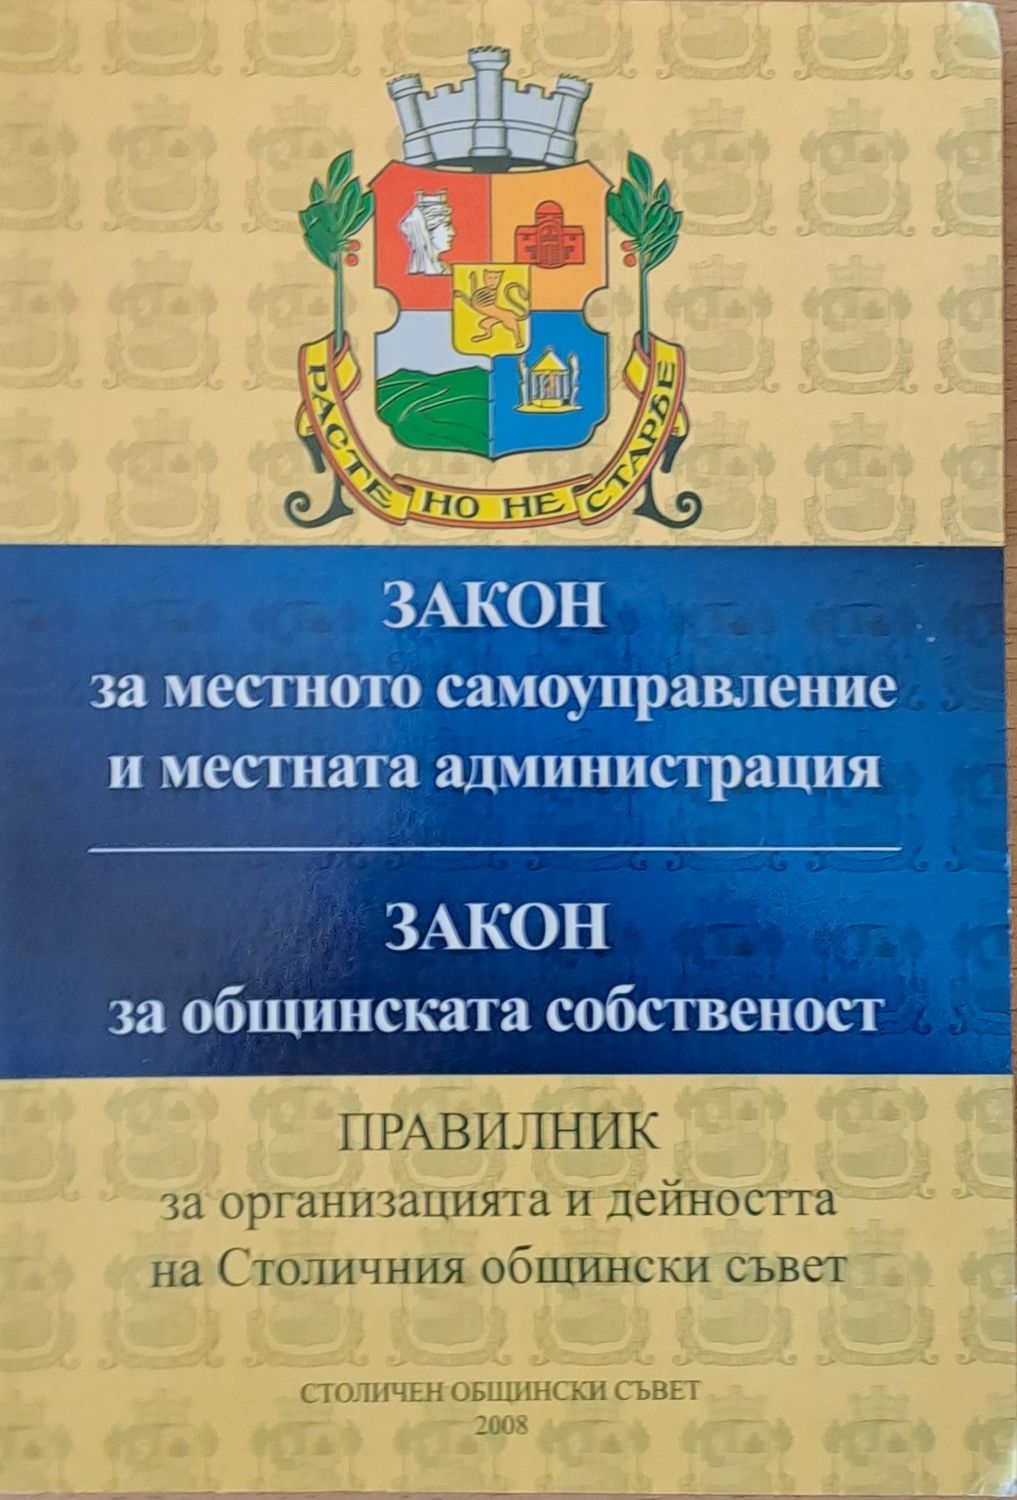 РАСТЕ НО НЕ СТАРѢЕ
ЗАКОН
за местното самоуправление
и местната администрация
ЗАКОН
за общинската собственост
ПРАВИЛНИК
за организацията и дейността
на Столичния общински съвет
СТОЛИЧЕН ОБЩИНСКИ СЪВЕТ
2008